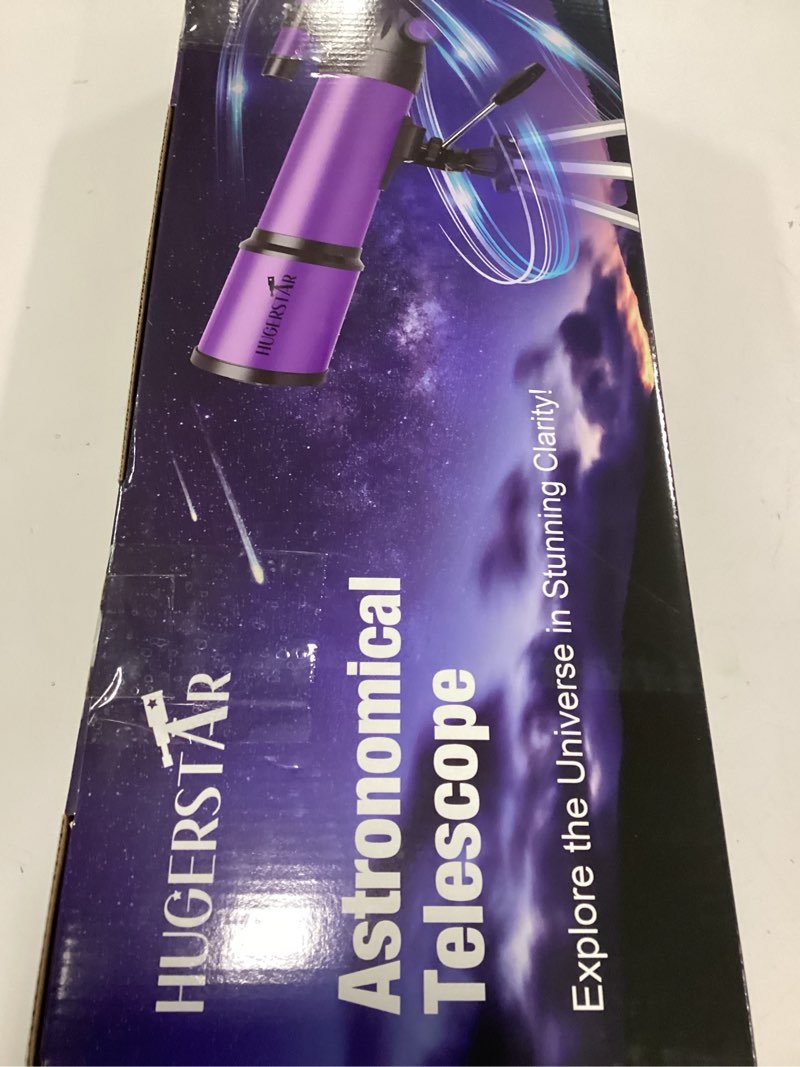 HUGERSTAR
HUGERSTAR
Astronomical
Telescope
Explore the Universe in Stunning Clarity!